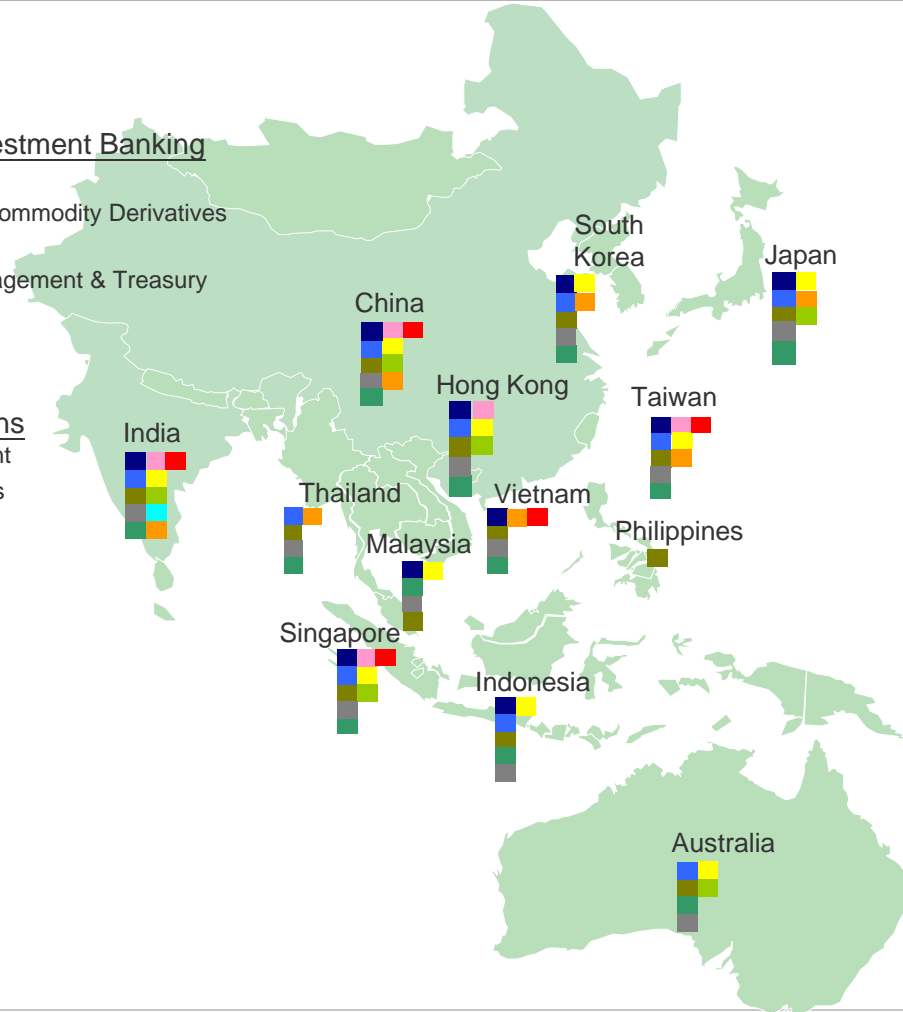 estment Banking
ommodity Derivatives
agement & Treasury
South
Korea
Japan
China
Hong Kong
Taiwan
ns
India
nt
s
Thailand
Vietnam
Malaysia
Philippines
Singapore
Indonesia
Australia